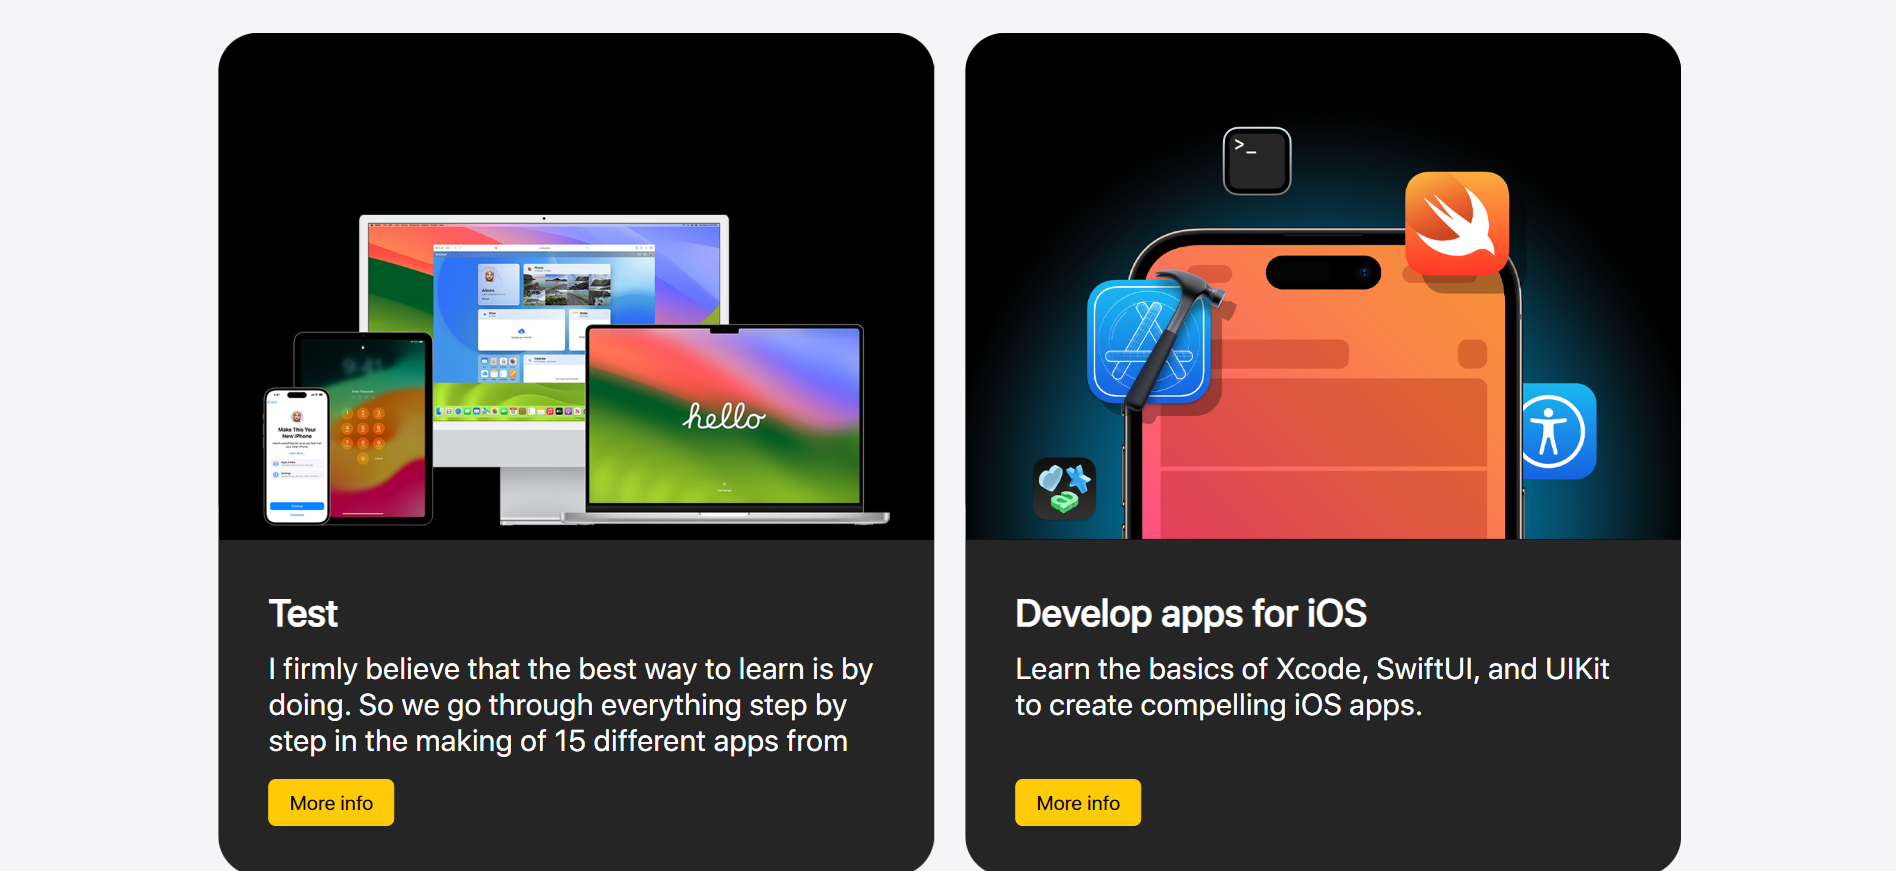 >_
9:41
hello
Make This Your
New iPhone
Test
I firmly believe that the best way to learn is by
doing. So we go through everything step by
step in the making of 15 different apps from
More info
Develop apps for iOS
Learn the basics of Xcode, SwiftUI, and UIKit
to create compelling iOS apps.
More info